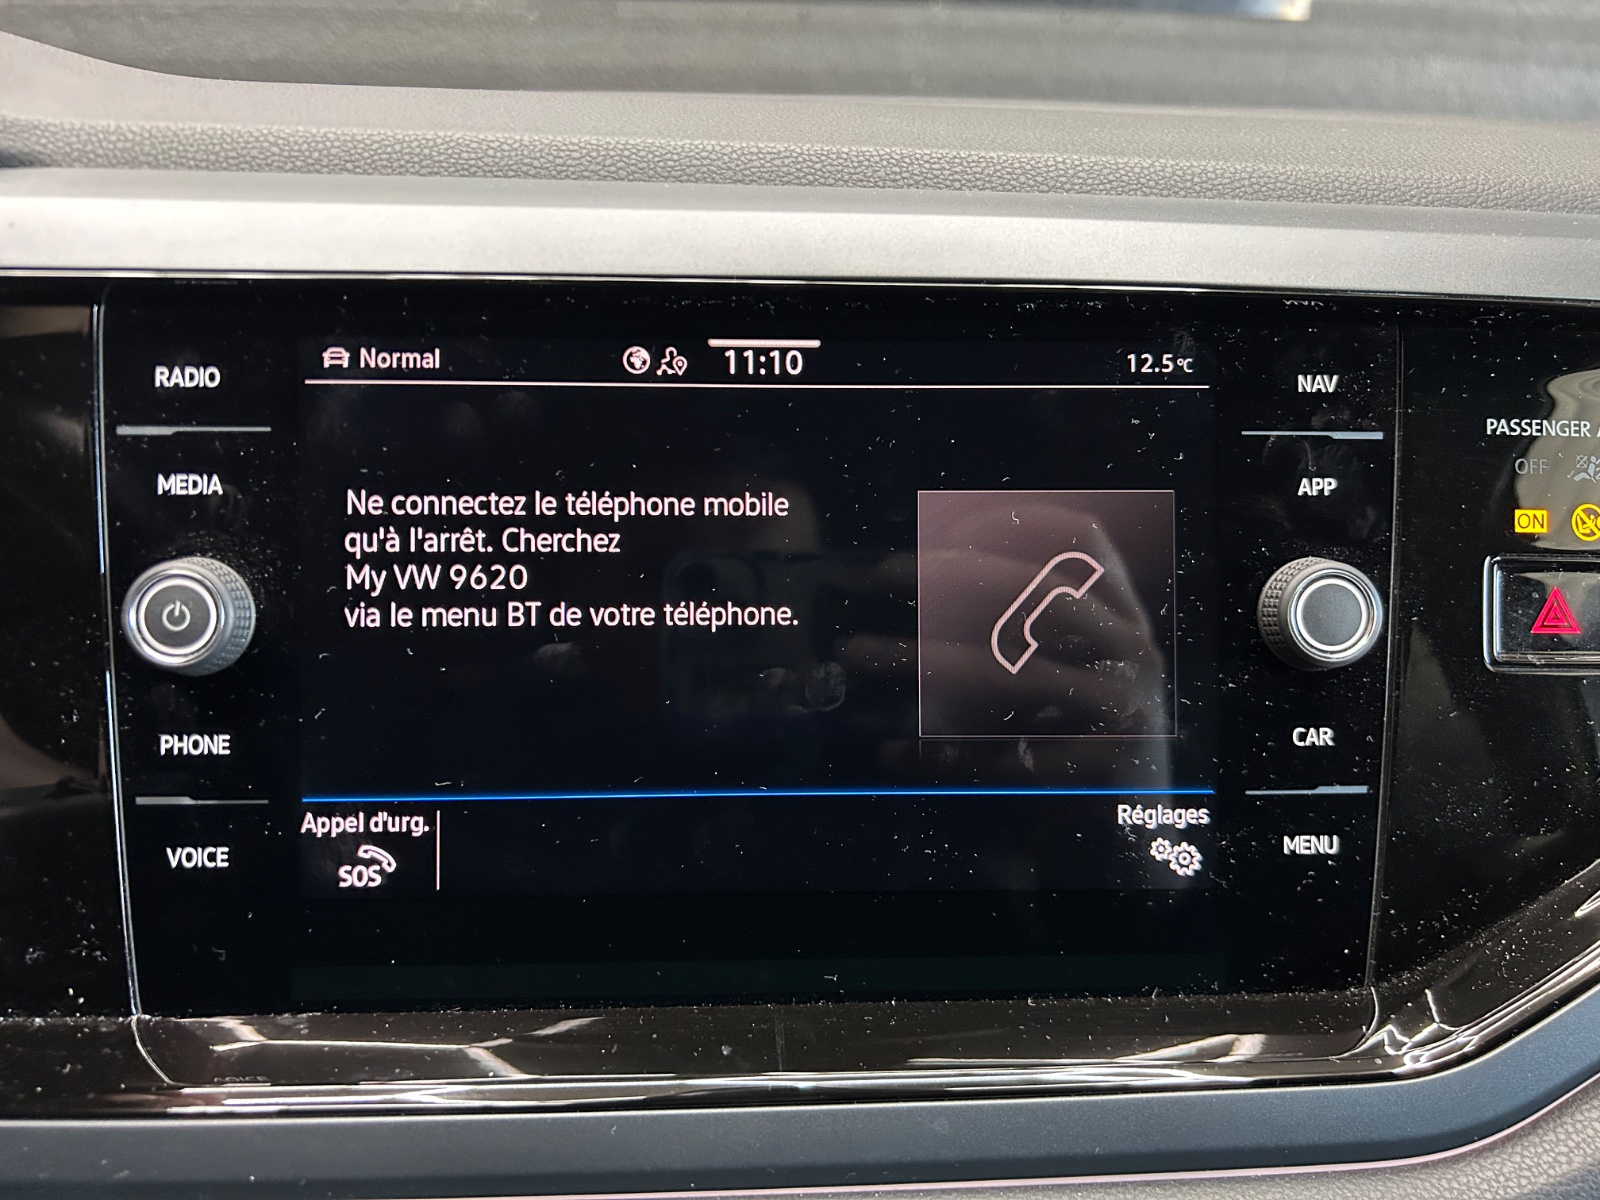 RADIO
MEDIA
PHONE
VOICE
Normal
11:10
12.5°C
Ne connectez le téléphone mobile
qu'à l'arrêt. Cherchez
My VW 9620
via le menu BT de votre téléphone.
Appel d'urg.
SOS
Réglages
NAV
APP
CAR
MENU
PASSENGER
OFF
ON